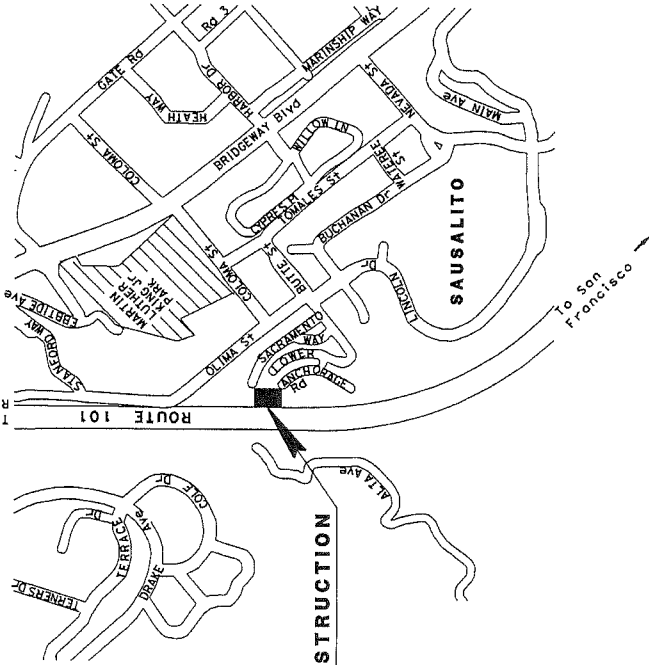 Rd 3
GATE Rd
MARINSHIP WAY
HARBOR Dr
HEATH
WAY
BRIDGEWAY Blvd
NEVADA St
MAIN AVE
COLOMA St
WILLOW LN
CYPRES Pl
TOMALES St
WATEREE
St
BUCHANAN Dr
MARTIN
LUTHER
KING Jr
PARK
COLOMA St
BUTTE St
EBBTIDE Ave
STANFORD WAY
OLIMA St
LINCOLN
Dr
SAUSALITO
SACRAMENTO
WAY
LOWER
ANCHORAGE
Rd
To San
Francisco
ROUTE 101
T
R
ALTA Ave
COLE Dr
Dr
TERRACE
Ave
DRAKE
TERNERS Dr
STRUCTION